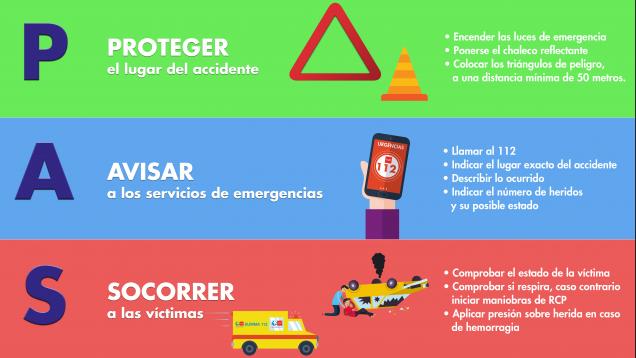 P
PROTEGER
el lugar del accidente
• Encender las luces de emergencia
• Ponerse el chaleco reflectante
• Colocar los triángulos de peligro,
a una distancia mínima de 50 metros.
A
AVISAR
a los servicios de emergencias
URGENCIAS
112
• Llamar al 112
• Indicar el lugar exacto del accidente
• Describir lo ocurrido
• Indicar el número de heridos
y su posible estado
S
SOCORRER
a las víctimas
SUMMA 112
• Comprobar el estado de la víctima
• Comprobar si respira, caso contrario
iniciar maniobras de RCP
• Aplicar presión sobre herida en caso
de hemorragia